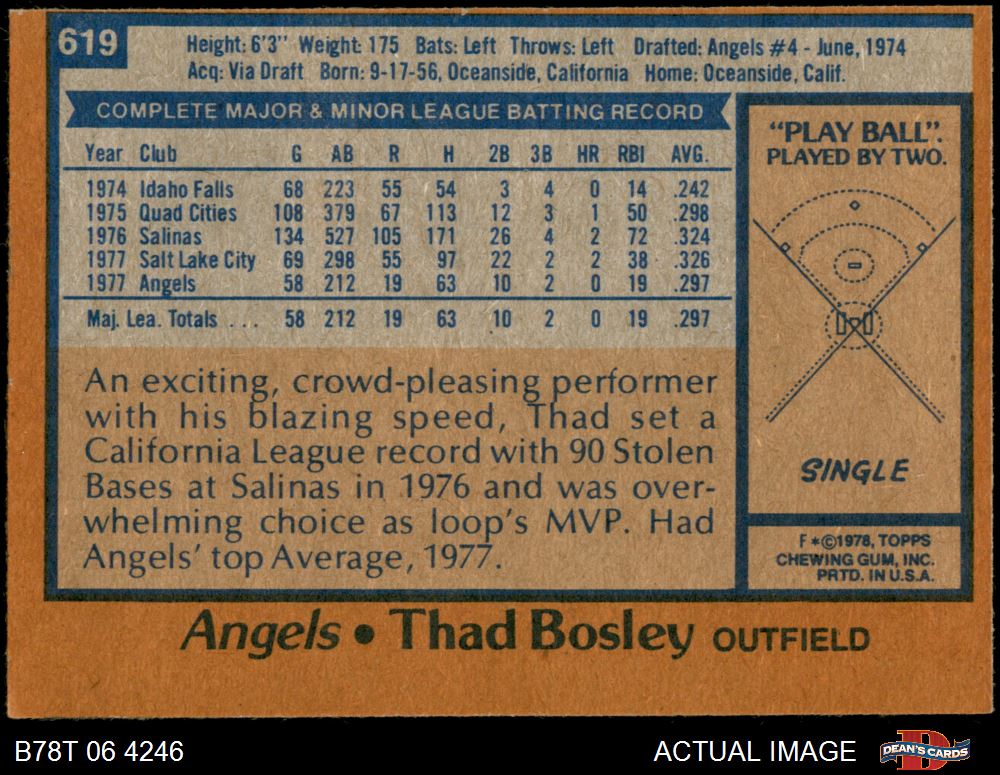 619
Height: 6'3" Weight: 175 Bats: Left Throws: Left Drafted: Angels #4 - June, 1974
Acq: Via Draft Born: 9-17-56, Oceanside, California Home: Oceanside, Calif.
COMPLETE MAJOR & MINOR LEAGUE BATTING RECORD
Year Club G AB R H 2B 3B HR RBI AVG.
1974 Idaho Falls 68 223 55 54 3 4 0 14 .242
1975 Quad Cities 108 379 67 113 12 3 1 50 .298
1976 Salinas 134 527 105 171 26 4 2 72 .324
1977 Salt Lake City 69 298 55 97 22 2 2 38 .326
1977 Angels 58 212 19 63 10 2 0 19 .297
Maj. Lea. Totals . . . 58 212 19 63 10 2 0 19 .297
An exciting, crowd-pleasing performer
with his blazing speed, Thad set a
California League record with 90 Stolen
Bases at Salinas in 1976 and was over-
whelming choice as loop's MVP. Had
Angels' top Average, 1977.
"PLAY BALL".
PLAYED BY TWO.
SINGLE
F*©1978, TOPPS
CHEWING GUM, INC.
PRTD. IN U.S.A.
Angels • Thad Bosley OUTFIELD
B78T 06 4246
ACTUAL IMAGE
DEAN'S CARDS